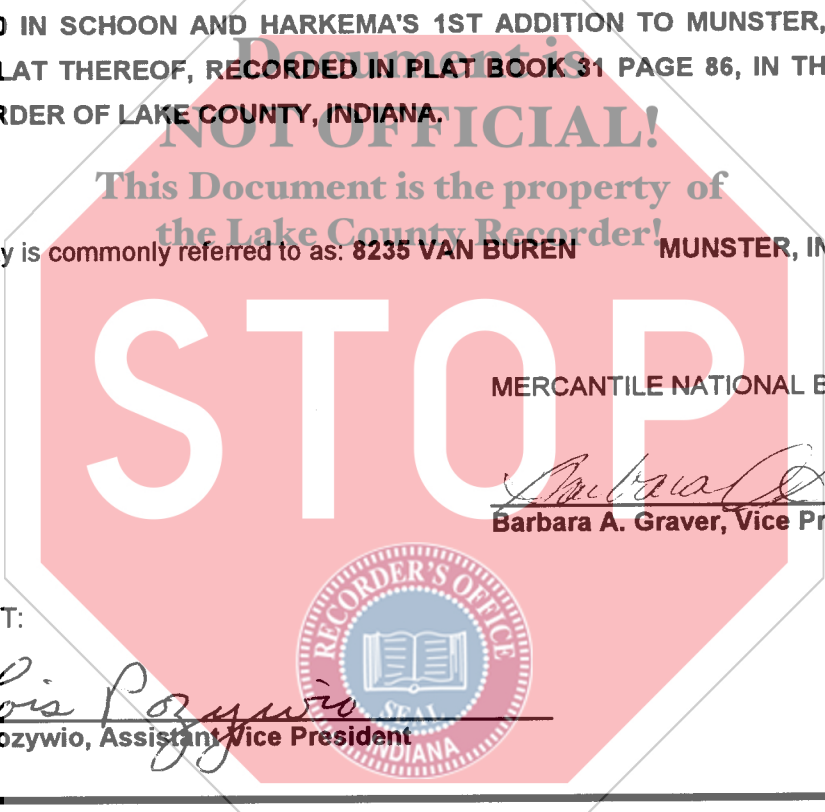 IN SCHOON AND HARKEMA'S 1ST ADDITION TO MUNSTER,
LAT THEREOF, RECORDED IN PLAT BOOK 31 PAGE 86, IN TH
RDER OF LAKE COUNTY, INDIANA.
Document is
NOT OFFICIAL!
This Document is the property of
the Lake County Recorder!
y is commonly referred to as: 8235 VAN BUREN MUNSTER, IN
STOP
MERCANTILE NATIONAL B
Barbara
Barbara A. Graver, Vice Pr
RECORDER'S OFFICE
SEAL
INDIANA
T:
ois Pozywio
ozywio, Assistant Vice President